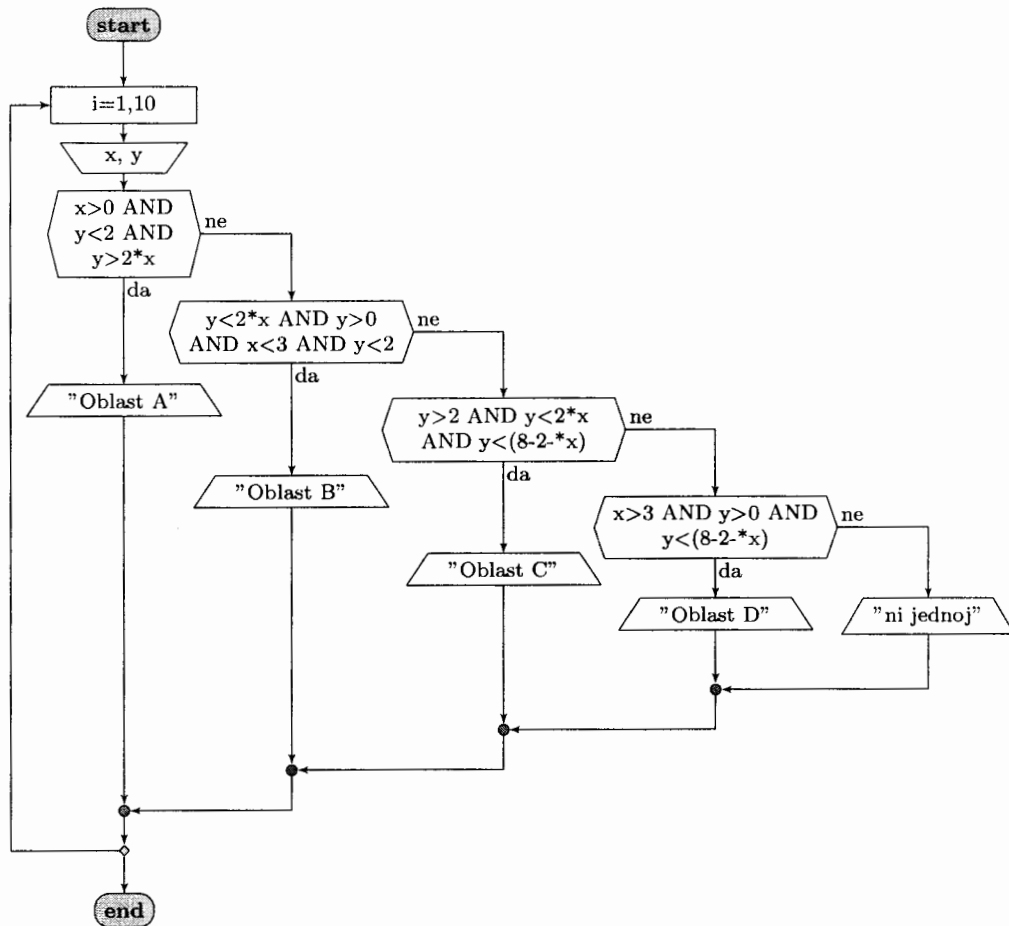 start
i=1,10
x, y
x>0 AND
y<2 AND
y>2*x
ne
da
y<2*x AND y>0
AND x<3 AND y<2
ne
da
"Oblast A"
y>2 AND y<2*x
AND y<(8-2-*x)
ne
da
"Oblast B"
x>3 AND y>0 AND
y<(8-2-*x)
ne
da
"Oblast C"
"Oblast D"
"ni jednoj"
end